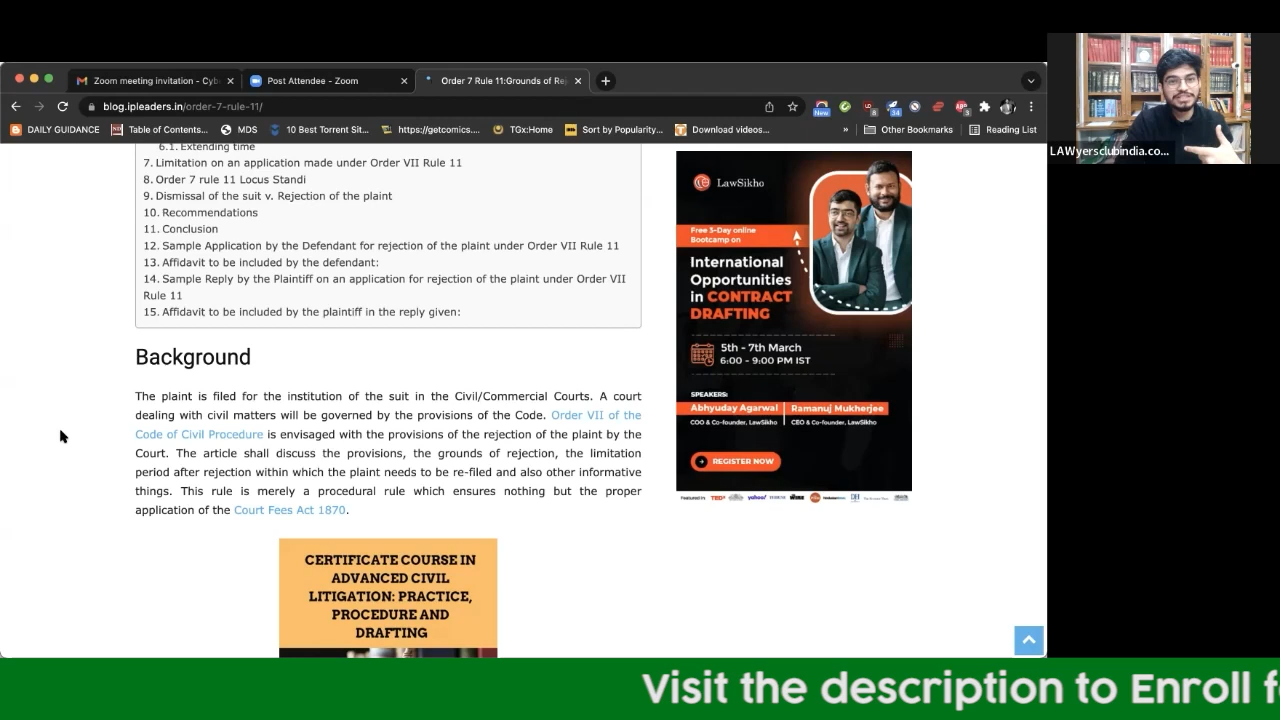 Zoom meeting invitation - Cyb
Post Attendee - Zoom
Order 7 Rule 11:Grounds of Re
blog.ipleaders.in/order-7-rule-11/
New
34
DAILY GUIDANCE
Table of Contents...
MDS
10 Best Torrent Sit...
https://getcomics....
TGx:Home
Sort by Popularity...
Download videos...
»
Other Bookmarks
Reading List
6.1. Extending time
7. Limitation on an application made under Order VII Rule 11
8. Order 7 rule 11 Locus Standi
9. Dismissal of the suit v. Rejection of the plaint
10. Recommendations
11. Conclusion
12. Sample Application by the Defendant for rejection of the plaint under Order VII Rule 11
13. Affidavit to be included by the defendant:
14. Sample Reply by the Plaintiff on an application for rejection of the plaint under Order VII
Rule 11
15. Affidavit to be included by the plaintiff in the reply given:
Background
The plaint is filed for the institution of the suit in the Civil/Commercial Courts. A court
dealing with civil matters will be governed by the provisions of the Code. Order VII of the
Code of Civil Procedure is envisaged with the provisions of the rejection of the plaint by the
Court. The article shall discuss the provisions, the grounds of rejection, the limitation
period after rejection within which the plaint needs to be re-filed and also other informative
things. This rule is merely a procedural rule which ensures nothing but the proper
application of the Court Fees Act 1870.
CERTIFICATE COURSE IN
ADVANCED CIVIL
LITIGATION: PRACTICE,
PROCEDURE AND
DRAFTING
LawSikho
Free 3-Day online
Bootcamp on
International
Opportunities
in CONTRACT
DRAFTING
5th - 7th March
6:00 - 9:00 PM IST
SPEAKERS:
Abhyuday Agarwal
Ramanuj Mukherjee
COO & Co-founder, LawSikho
CEO & Co-founder, LawSikho
REGISTER NOW
Featured by TEDx yahoo! WIRE DH
LAWyersclubindia.co...
Visit the description to Enroll f